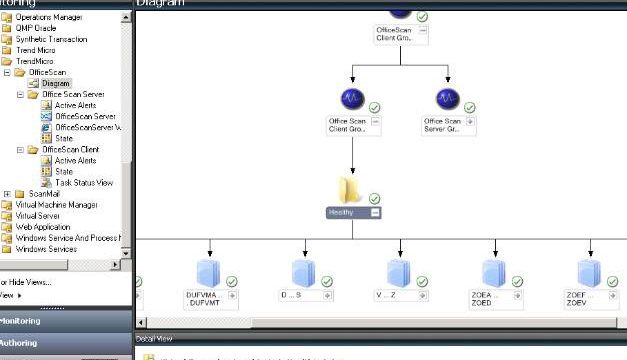 Diagram
Operations Manager
QMP Oracle
Synthetic Transaction
Trend Micro
TrendMicro
OfficeScan
Diagram
Office Scan Server
Active Alerts
OfficeScan Server
OfficeScanServer
State
OfficeScan Client
Active Alerts
State
Task Status View
ScanMail
Virtual Machine Manager
Virtual Server
Web Application
Windows Service And Process
Windows Services
or Hide Views...
Monitoring
Authoring
OfficeScan
Client Gro...
Office Scan
Client Grou...
Office Scan
Server Gr...
Healthy
DUFVMA ...
DUFVMT
D ... S
V ... Z
ZOEA ...
ZOED
ZOEF ...
ZOEV
Detail View